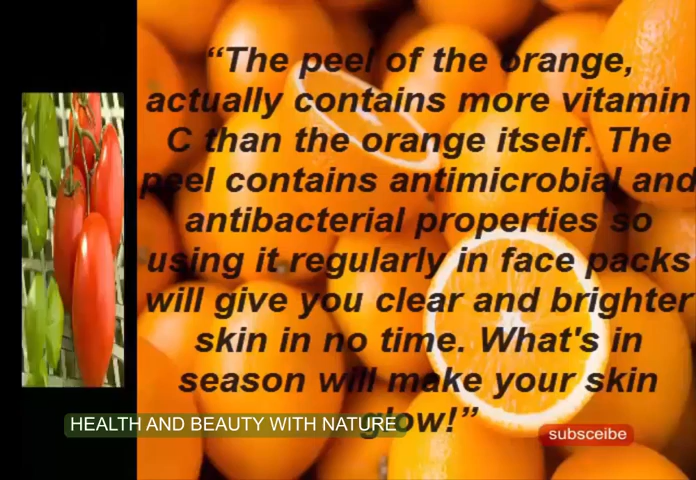 “The peel of the orange,
actually contains more vitamin
C than the orange itself. The
peel contains antimicrobial and
antibacterial properties so
using it regularly in face packs
will give you clear and brighter
skin in no time. What's in
season will make your skin
glow!”
HEALTH AND BEAUTY WITH NATURE
subsceibe